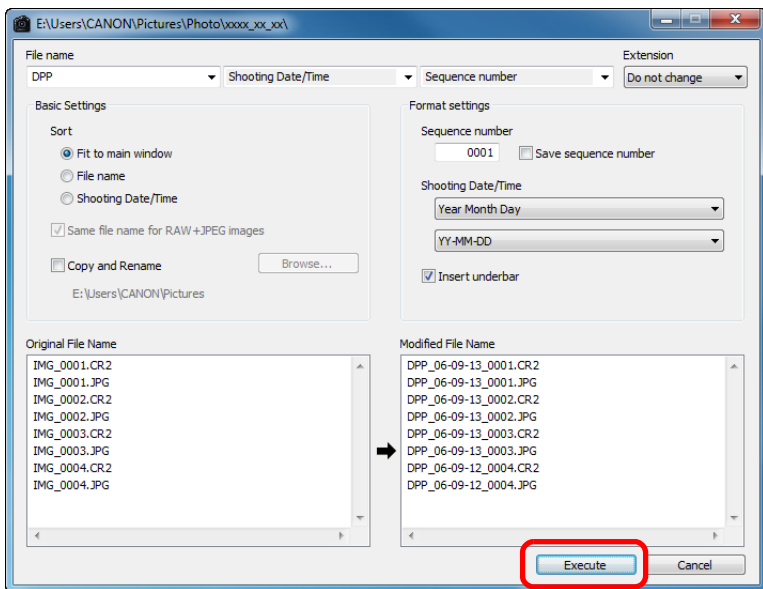 E:\Users\CANON\Pictures\Photo\xxxx_xx_xx\
File name
Extension
DPP
Shooting Date/Time
Sequence number
Do not change
Basic Settings
Sort
Fit to main window
File name
Shooting Date/Time
Same file name for RAW+JPEG images
Copy and Rename
Browse...
E:\Users\CANON\Pictures
Format settings
Sequence number
0001
Save sequence number
Shooting Date/Time
Year Month Day
YY-MM-DD
Insert underbar
Original File Name
IMG_0001.CR2
IMG_0001.JPG
IMG_0002.CR2
IMG_0002.JPG
IMG_0003.CR2
IMG_0003.JPG
IMG_0004.CR2
IMG_0004.JPG
Modified File Name
DPP_06-09-13_0001.CR2
DPP_06-09-13_0001.JPG
DPP_06-09-13_0002.CR2
DPP_06-09-13_0002.JPG
DPP_06-09-13_0003.CR2
DPP_06-09-13_0003.JPG
DPP_06-09-12_0004.CR2
DPP_06-09-12_0004.JPG
Execute
Cancel